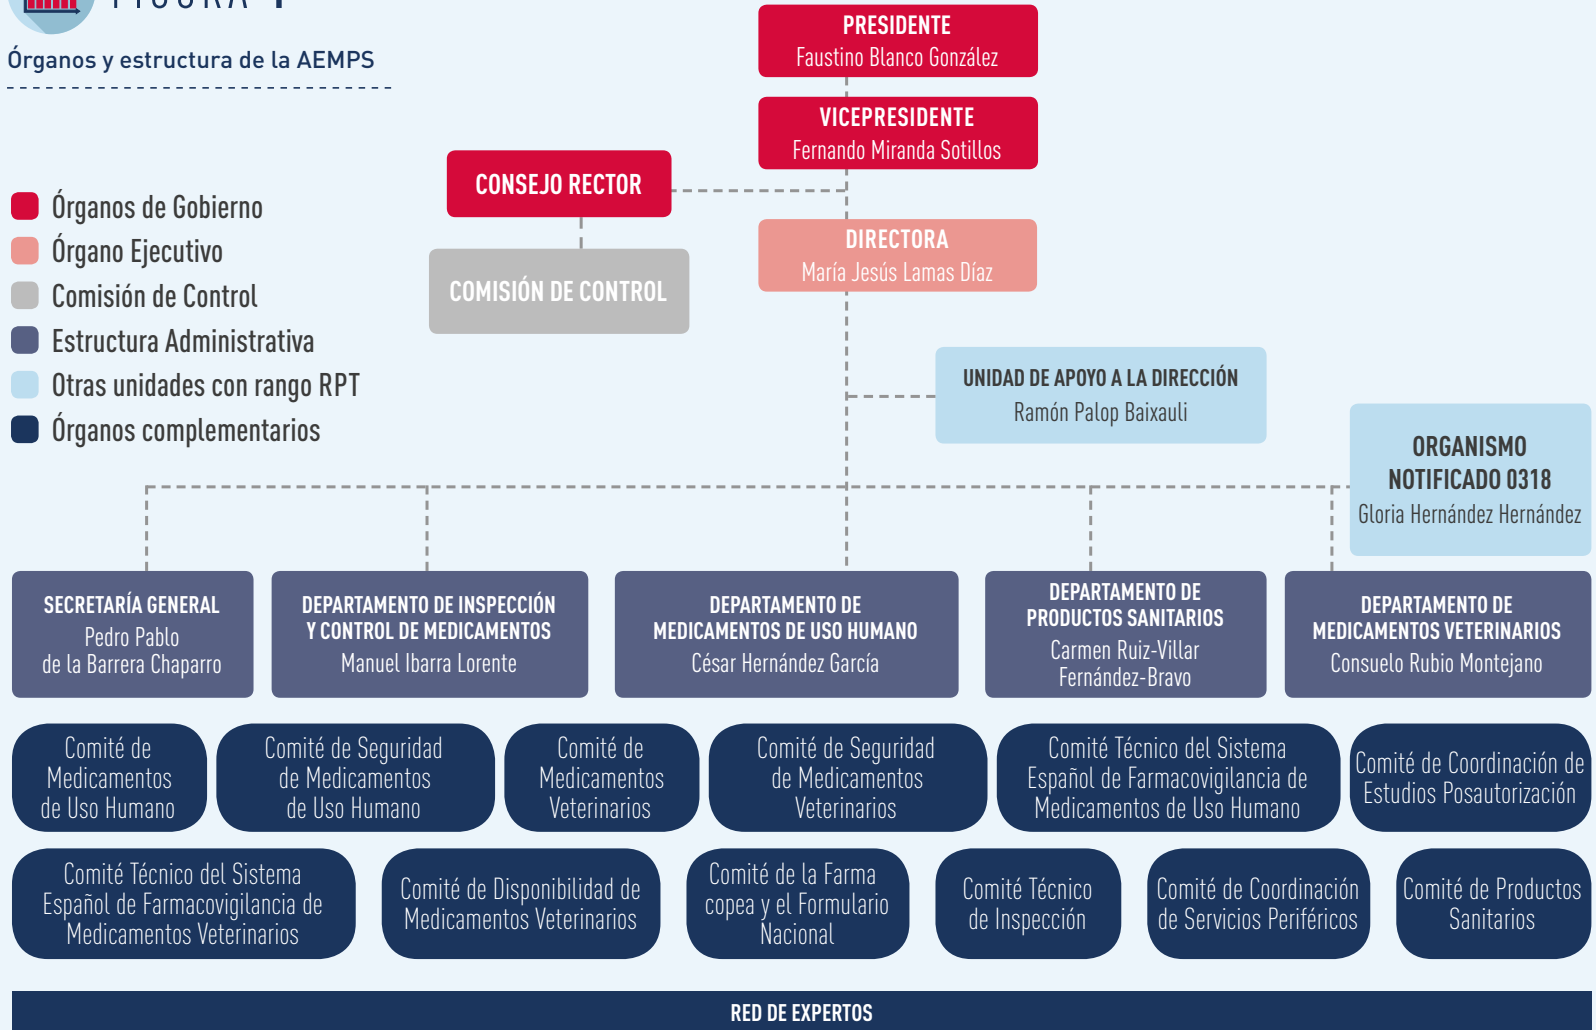 FIGURA
Órganos y estructura de la AEMPS
PRESIDENTE
Faustino Blanco González
VICEPRESIDENTE
Fernando Miranda Sotillos
CONSEJO RECTOR
COMISIÓN DE CONTROL
DIRECTORA
María Jesús Lamas Díaz
Órganos de Gobierno
Órgano Ejecutivo
Comisión de Control
Estructura Administrativa
Otras unidades con rango RPT
Órganos complementarios
UNIDAD DE APOYO A LA DIRECCIÓN
Ramón Palop Baixauli
ORGANISMO
NOTIFICADO 0318
Gloria Hernández Hernández
SECRETARÍA GENERAL
Pedro Pablo
de la Barrera Chaparro
DEPARTAMENTO DE INSPECCIÓN
Y CONTROL DE MEDICAMENTOS
Manuel Ibarra Lorente
DEPARTAMENTO DE
MEDICAMENTOS DE USO HUMANO
César Hernández García
DEPARTAMENTO DE
PRODUCTOS SANITARIOS
Carmen Ruiz-Villar
Fernández-Bravo
DEPARTAMENTO DE
MEDICAMENTOS VETERINARIOS
Consuelo Rubio Montejano
Comité de
Medicamentos
de Uso Humano
Comité de Seguridad
de Medicamentos
de Uso Humano
Comité de
Medicamentos
Veterinarios
Comité de Seguridad
de Medicamentos
Veterinarios
Comité Técnico del Sistema
Español de Farmacovigilancia de
Medicamentos de Uso Humano
Comité de Coordinación de
Estudios Posautorización
Comité Técnico del Sistema
Español de Farmacovigilancia de
Medicamentos Veterinarios
Comité de Disponibilidad de
Medicamentos Veterinarios
Comité de la Farma
copea y el Formulario
Nacional
Comité Técnico
de Inspección
Comité de Coordinación
de Servicios Periféricos
Comité de Productos
Sanitarios
RED DE EXPERTOS